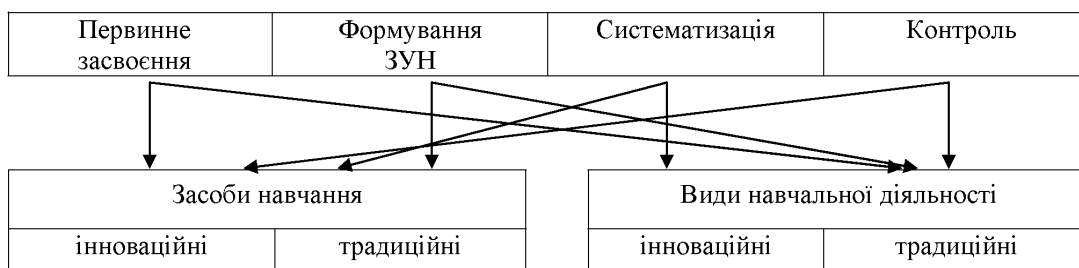 Первинне засвоєння
Формування ЗУН
Систематизація
Контроль
Засоби навчання
Види навчальної діяльності
інноваційні
традиційні
інноваційні
традиційні